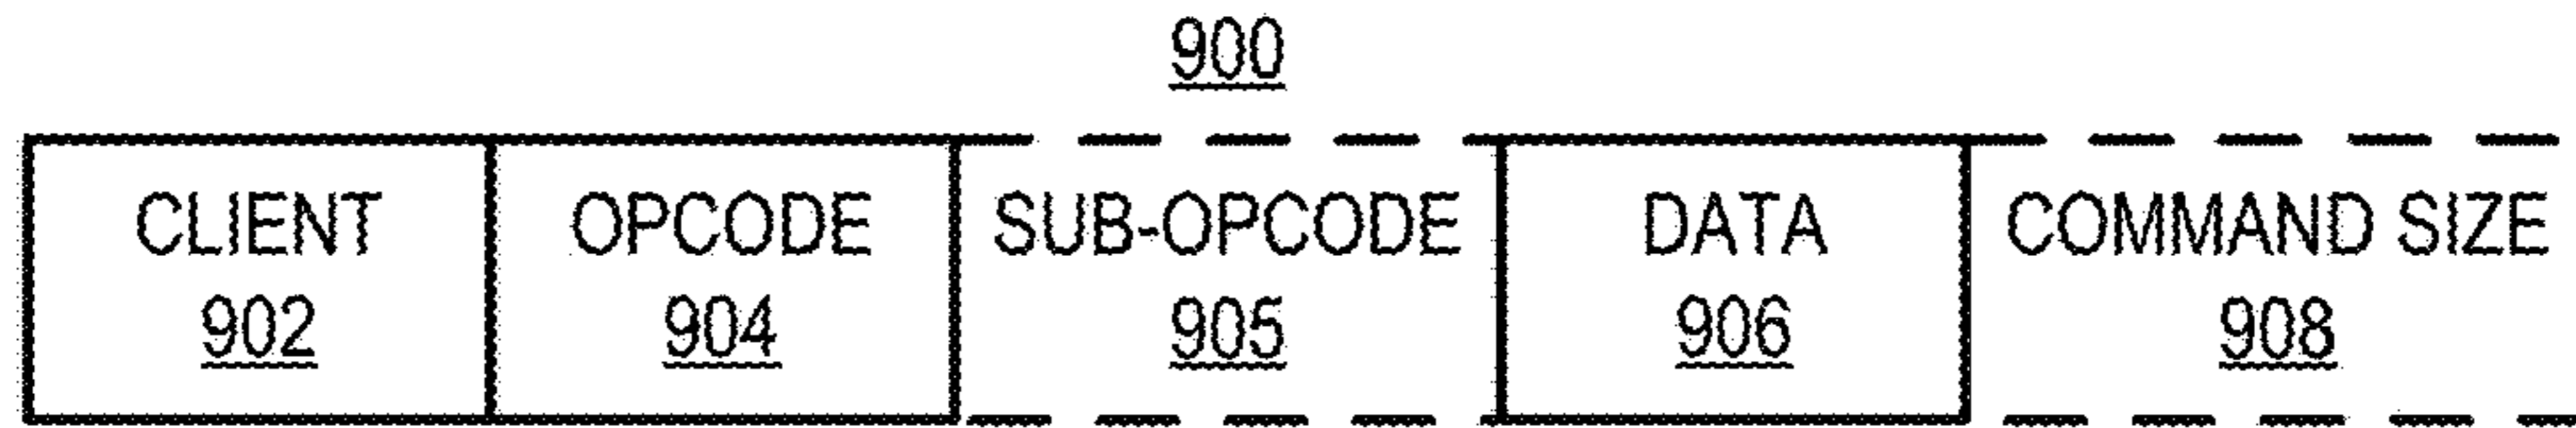 900
CLIENT OPCODE SUB-OPCODE DATA COMMAND SIZE
902 904 905 906 908